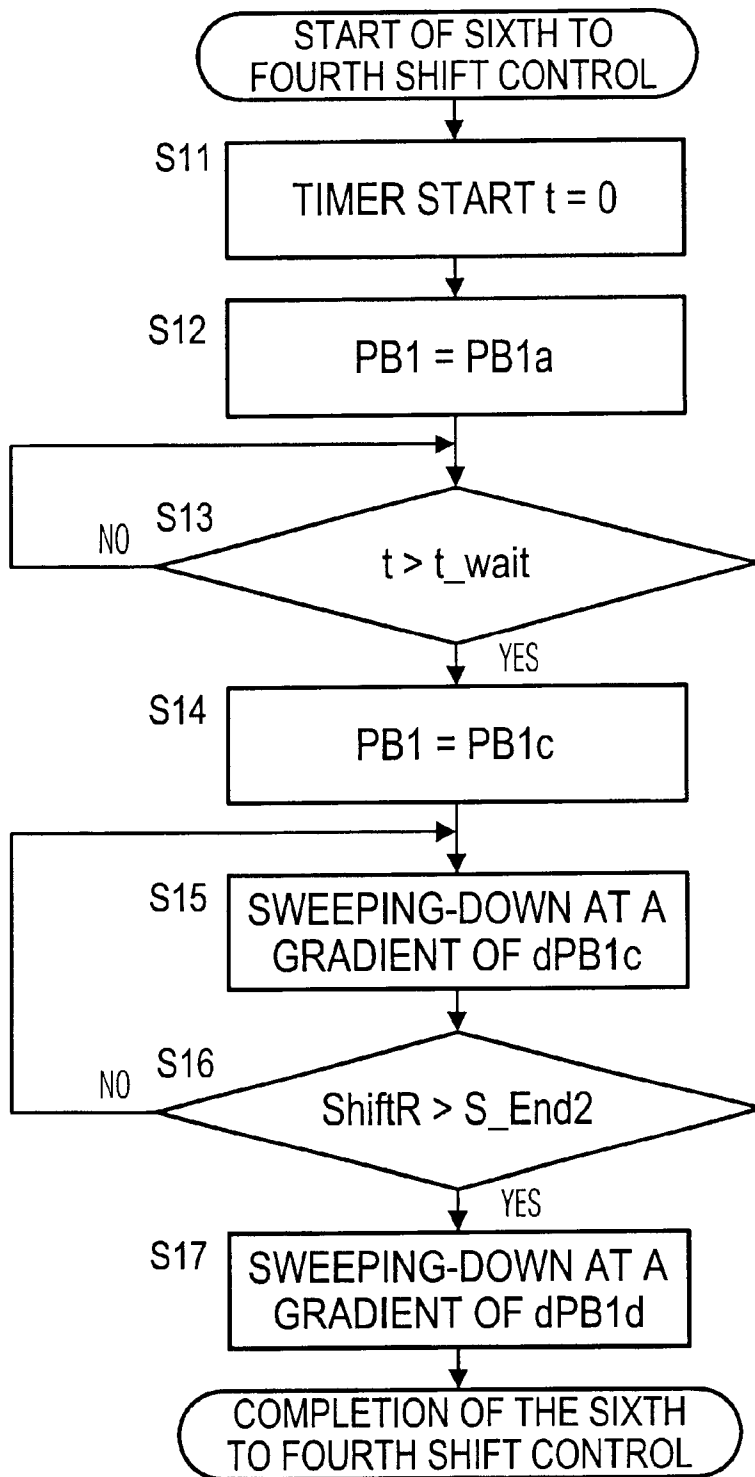 START OF SIXTH TO
FOURTH SHIFT CONTROL
S11
TIMER START t = 0
S12
PB1 = PB1a
S13
NO
t > t_wait
YES
S14
PB1 = PB1c
S15
SWEEPING-DOWN AT A
GRADIENT OF dPB1c
S16
NO
ShiftR > S_End2
YES
S17
SWEEPING-DOWN AT A
GRADIENT OF dPB1d
COMPLETION OF THE SIXTH
TO FOURTH SHIFT CONTROL